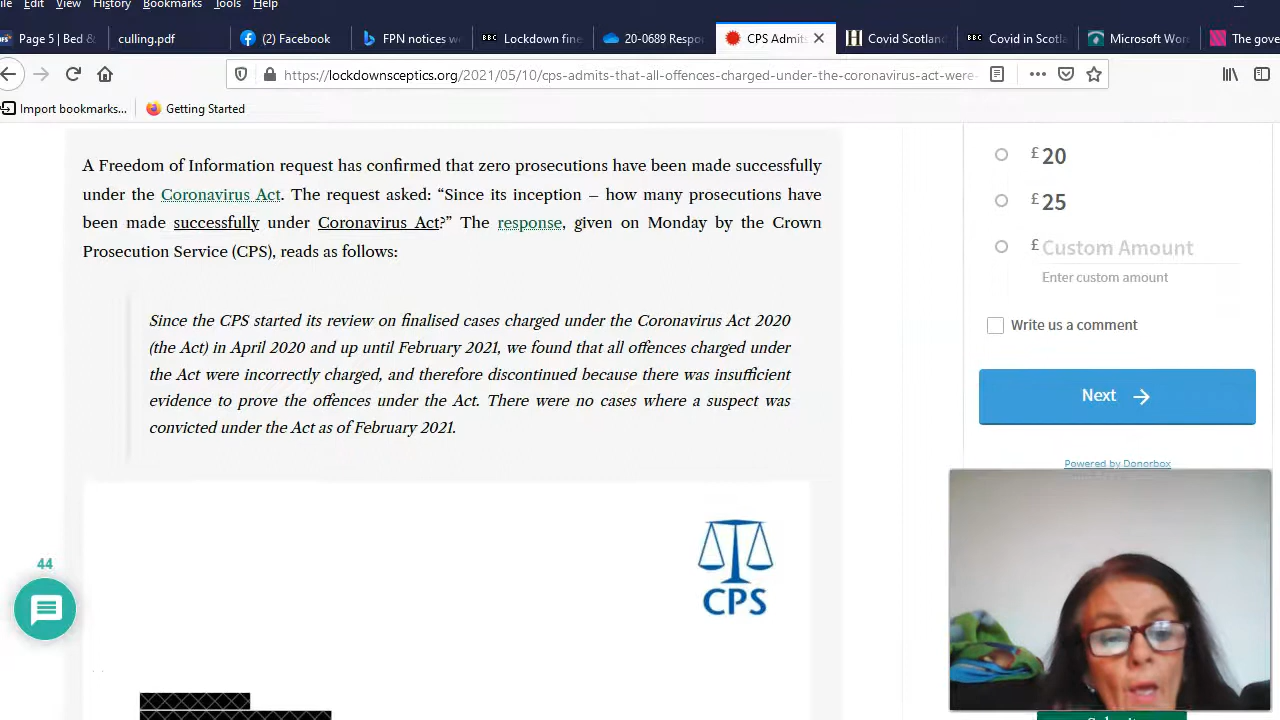 File Edit View History Bookmarks Tools Help
Page 5 | Bed &
culling.pdf
(2) Facebook
FPN notices we
BBC Lockdown fine
20-0689 Respo
CPS Admits
H Covid Scotland
BBC Covid in Scotla
Microsoft Wor
The gove
https://lockdownsceptics.org/2021/05/10/cps-admits-that-all-offences-charged-under-the-coronavirus-act-were-
Import bookmarks...
Getting Started
A Freedom of Information request has confirmed that zero prosecutions have been made successfully
under the Coronavirus Act. The request asked: “Since its inception – how many prosecutions have
been made successfully under Coronavirus Act?” The response, given on Monday by the Crown
Prosecution Service (CPS), reads as follows:
Since the CPS started its review on finalised cases charged under the Coronavirus Act 2020
(the Act) in April 2020 and up until February 2021, we found that all offences charged under
the Act were incorrectly charged, and therefore discontinued because there was insufficient
evidence to prove the offences under the Act. There were no cases where a suspect was
convicted under the Act as of February 2021.
CPS
44
£ 20
£ 25
£ Custom Amount
Enter custom amount
Write us a comment
Next
Powered by Donorbox